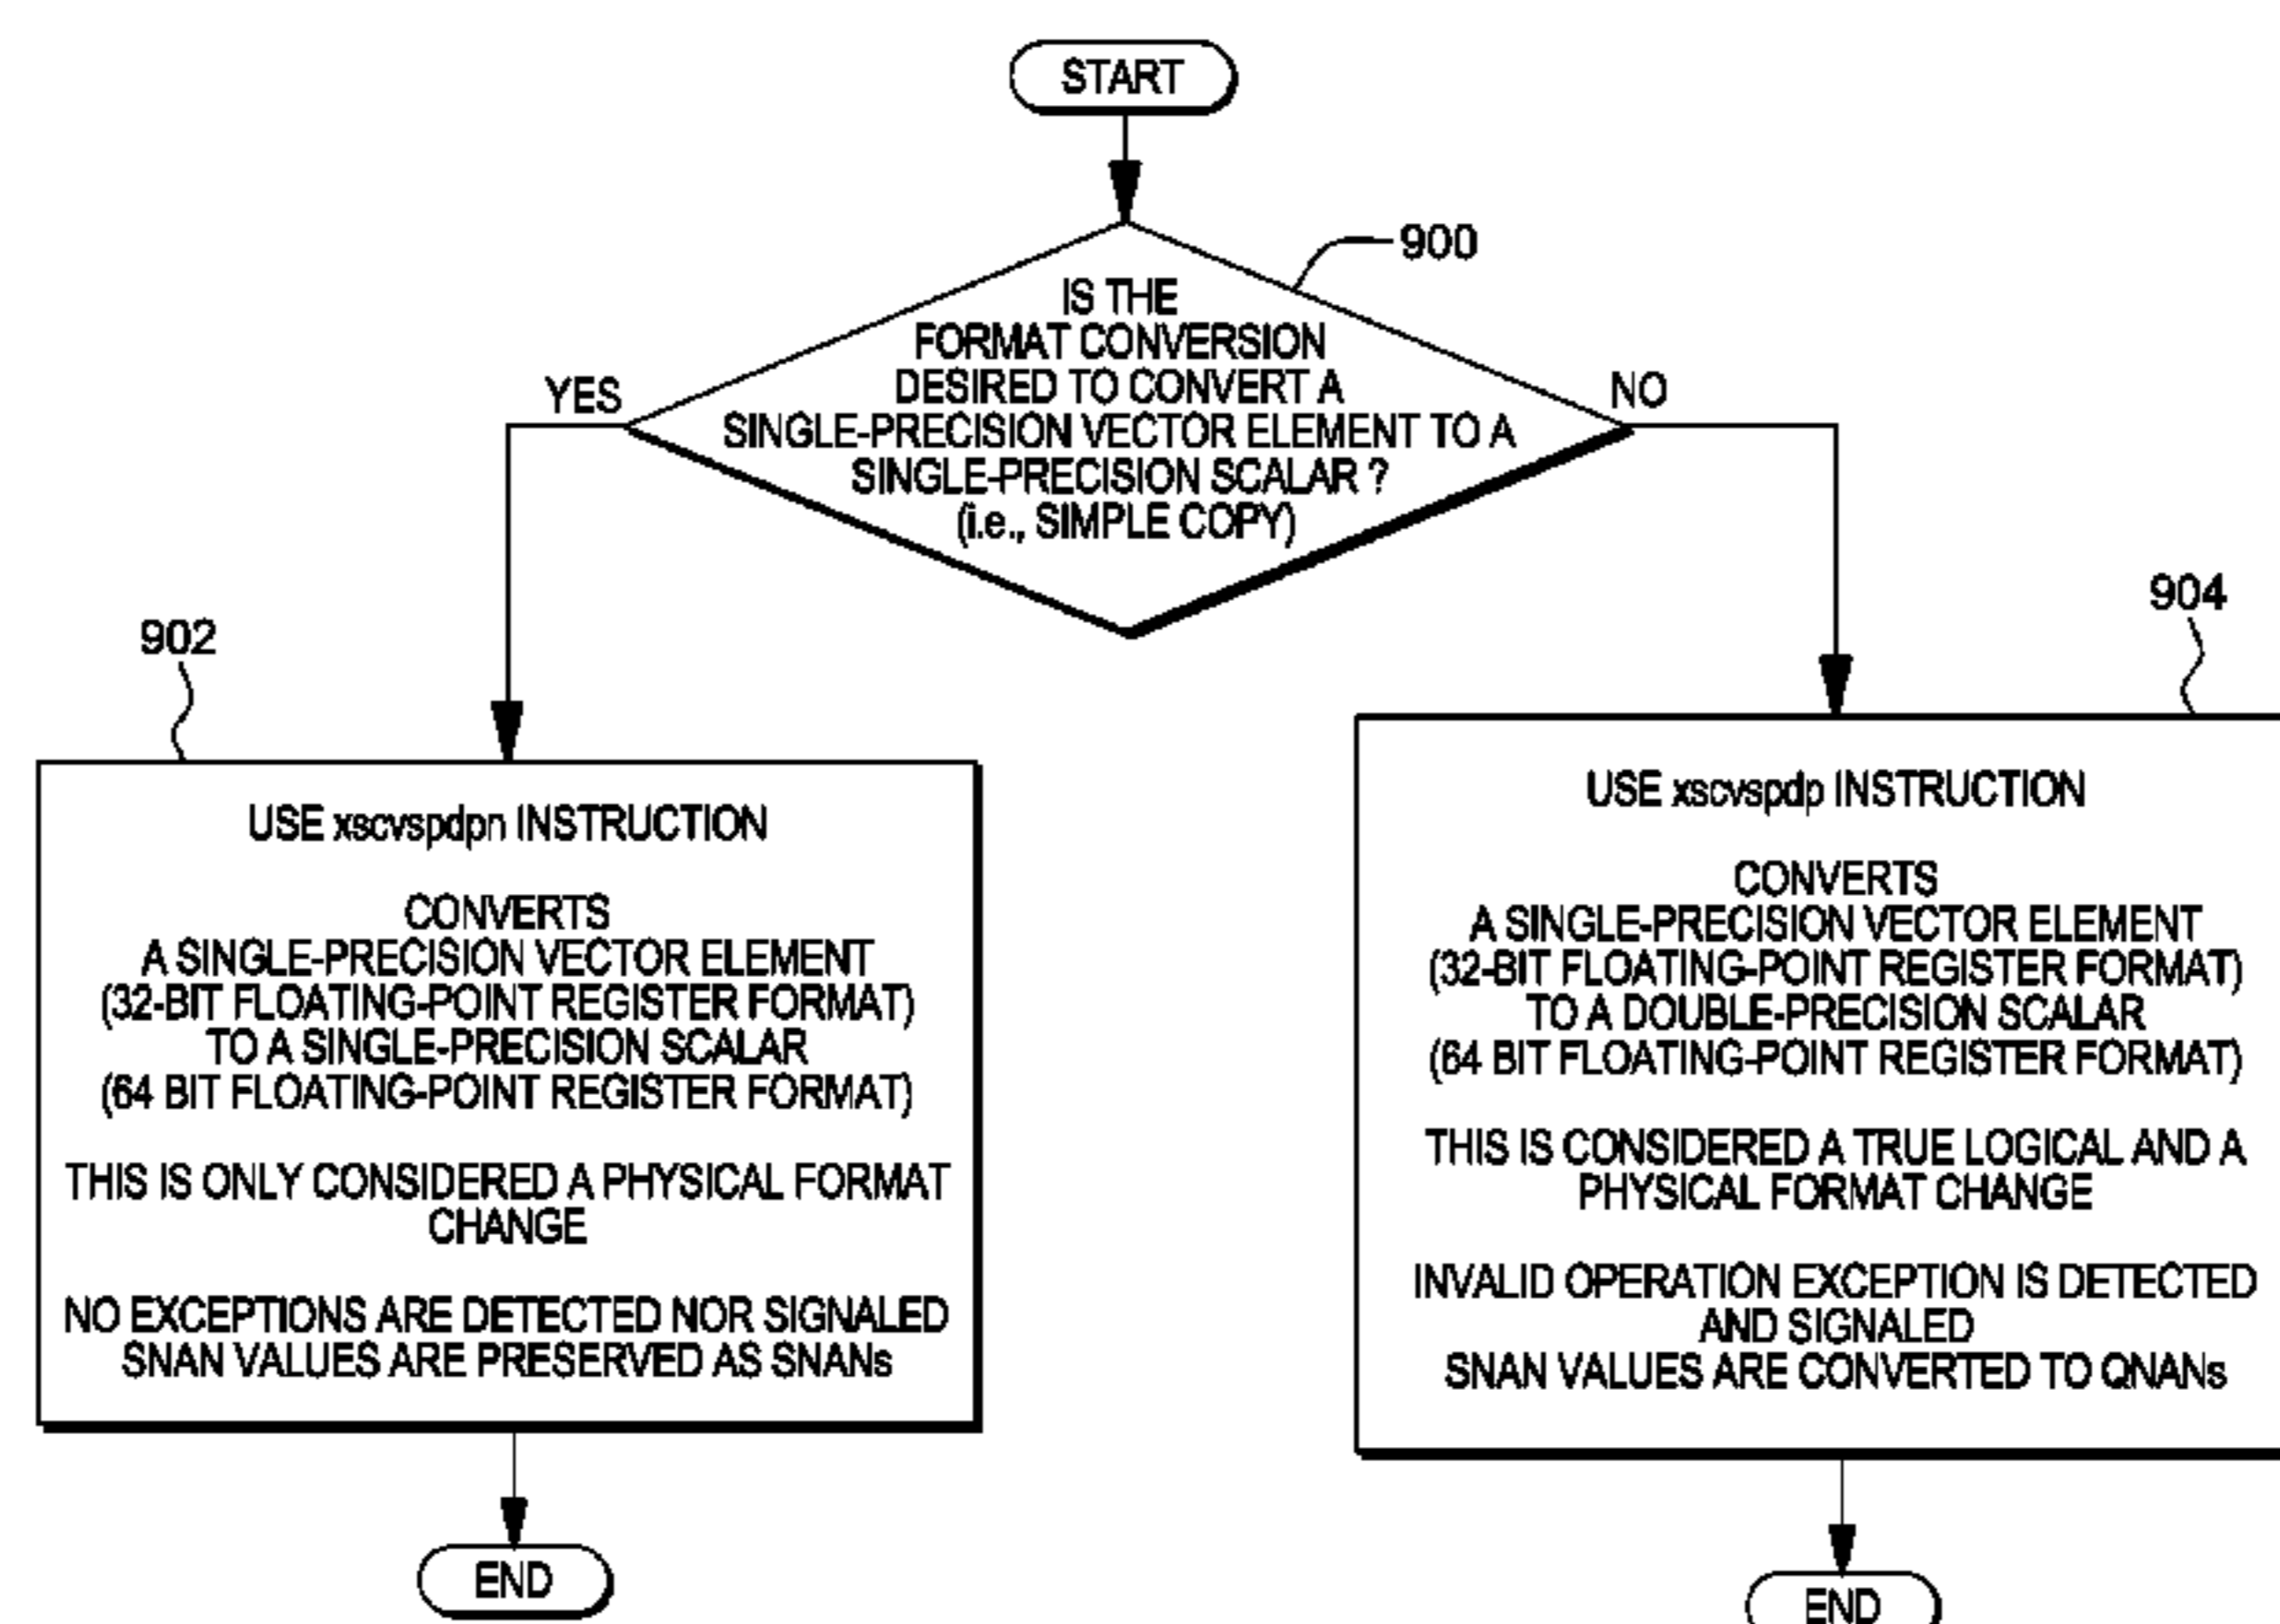 START
900
IS THE
FORMAT CONVERSION
DESIRED TO CONVERT A
SINGLE-PRECISION VECTOR ELEMENT TO A
SINGLE-PRECISION SCALAR ?
(i.e., SIMPLE COPY)
YES
NO
902
USE xscvspdpn INSTRUCTION
CONVERTS
A SINGLE-PRECISION VECTOR ELEMENT
(32-BIT FLOATING-POINT REGISTER FORMAT)
TO A SINGLE-PRECISION SCALAR
(64 BIT FLOATING-POINT REGISTER FORMAT)
THIS IS ONLY CONSIDERED A PHYSICAL FORMAT
CHANGE
NO EXCEPTIONS ARE DETECTED NOR SIGNALED
SNAN VALUES ARE PRESERVED AS SNANs
END
904
USE xscvspdp INSTRUCTION
CONVERTS
A SINGLE-PRECISION VECTOR ELEMENT
(32-BIT FLOATING-POINT REGISTER FORMAT)
TO A DOUBLE-PRECISION SCALAR
(64 BIT FLOATING-POINT REGISTER FORMAT)
THIS IS CONSIDERED A TRUE LOGICAL AND A
PHYSICAL FORMAT CHANGE
INVALID OPERATION EXCEPTION IS DETECTED
AND SIGNALED
SNAN VALUES ARE CONVERTED TO QNANs
END